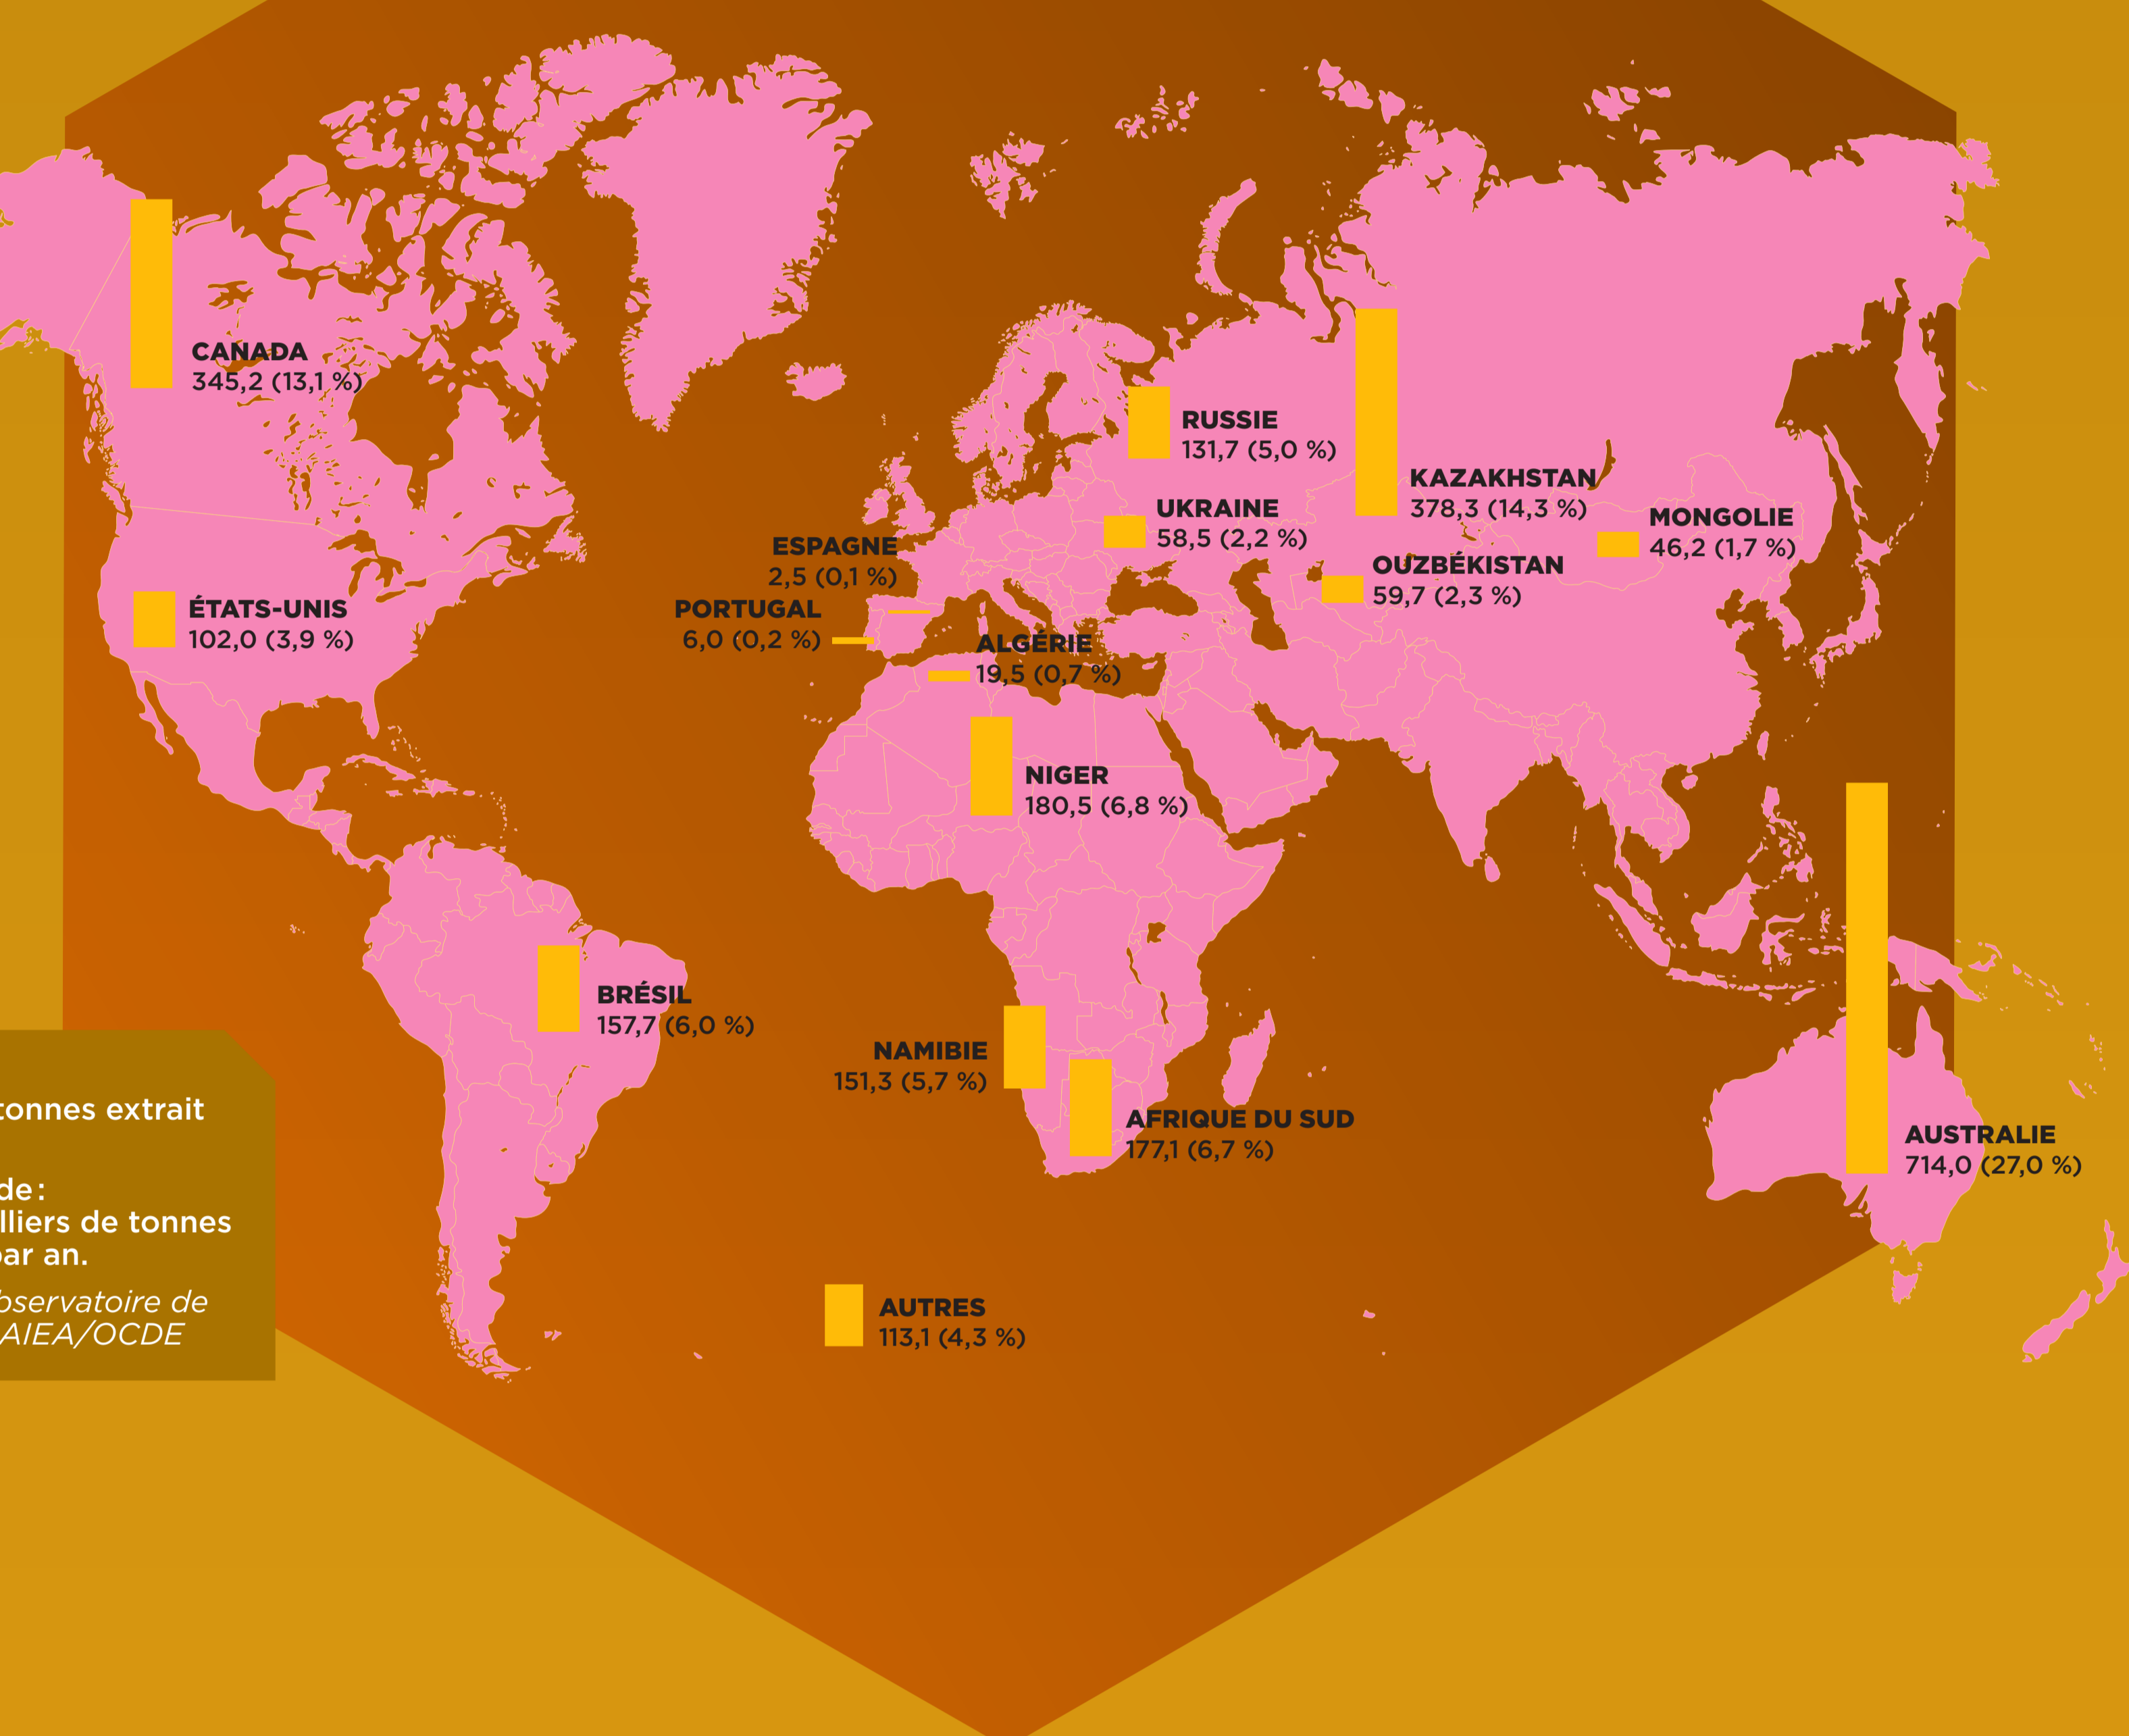 CANADA
345,2 (13,1 %)
RUSSIE
131,7 (5,0 %)
KAZAKHSTAN
378,3 (14,3 %)
UKRAINE
58,5 (2,2 %)
MONGOLIE
46,2 (1,7 %)
ESPAGNE
2,5 (0,1 %)
OUZBÉKISTAN
59,7 (2,3 %)
ÉTATS-UNIS
102,0 (3,9 %)
PORTUGAL
6,0 (0,2 %)
ALGÉRIE
19,5 (0,7 %)
NIGER
180,5 (6,8 %)
BRÉSIL
157,7 (6,0 %)
NAMIBIE
151,3 (5,7 %)
AFRIQUE DU SUD
177,1 (6,7 %)
AUSTRALIE
714,0 (27,0 %)
tonnes extrait
de :
lliers de tonnes
par an.
bservatoire de
AIEA/OCDE
AUTRES
113,1 (4,3 %)